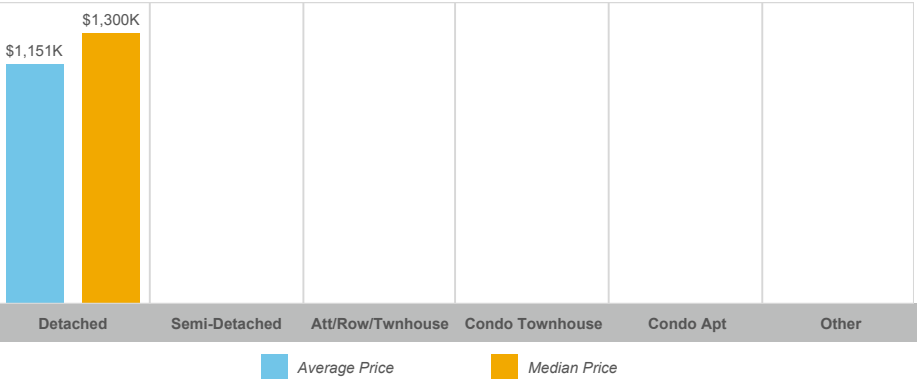 $1,300K
$1,151K
Detached Semi-Detached Att/Row/Twnhouse Condo Townhouse Condo Apt Other
Average Price Median Price